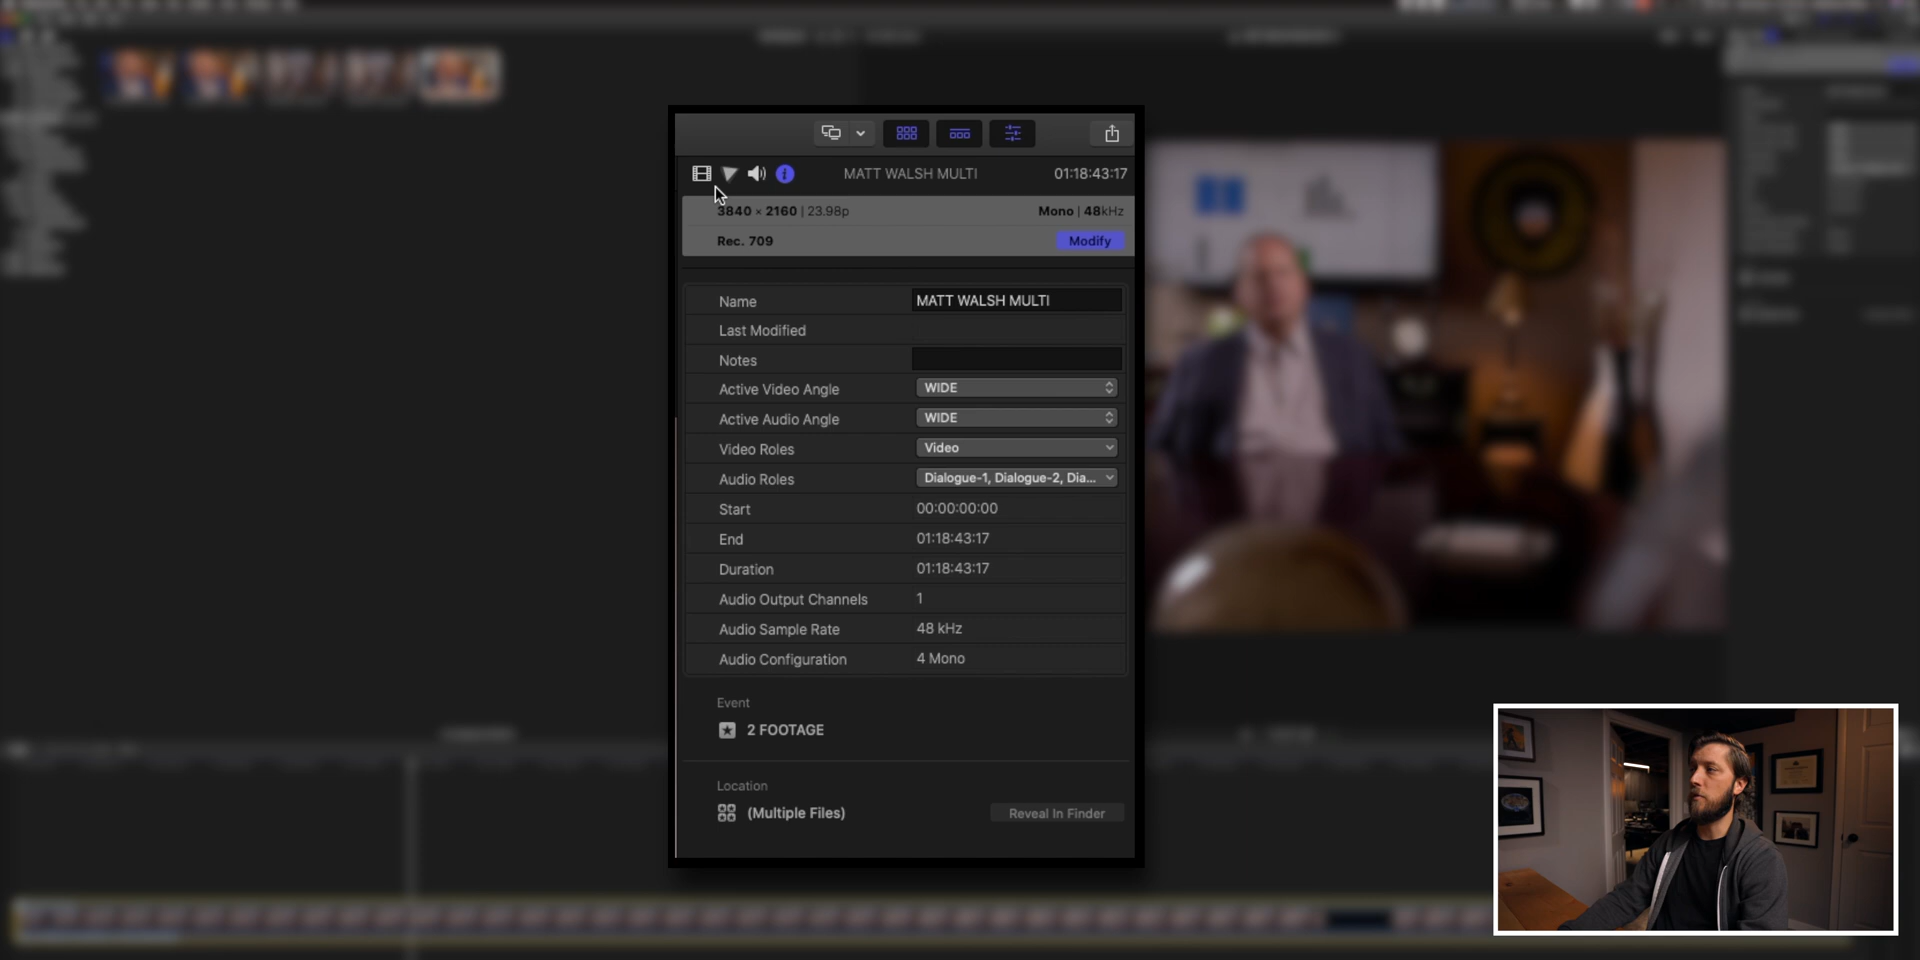 MATT WALSH MULTI 01:18:43:17
3840 × 2160 | 23.98p Mono | 48kHz
Rec. 709 Modify
Name MATT WALSH MULTI
Last Modified
Notes
Active Video Angle WIDE
Active Audio Angle WIDE
Video Roles Video
Audio Roles Dialogue-1, Dialogue-2, Dia...
Start 00:00:00:00
End 01:18:43:17
Duration 01:18:43:17
Audio Output Channels 1
Audio Sample Rate 48 kHz
Audio Configuration 4 Mono
Event
2 FOOTAGE
Location
(Multiple Files) Reveal In Finder